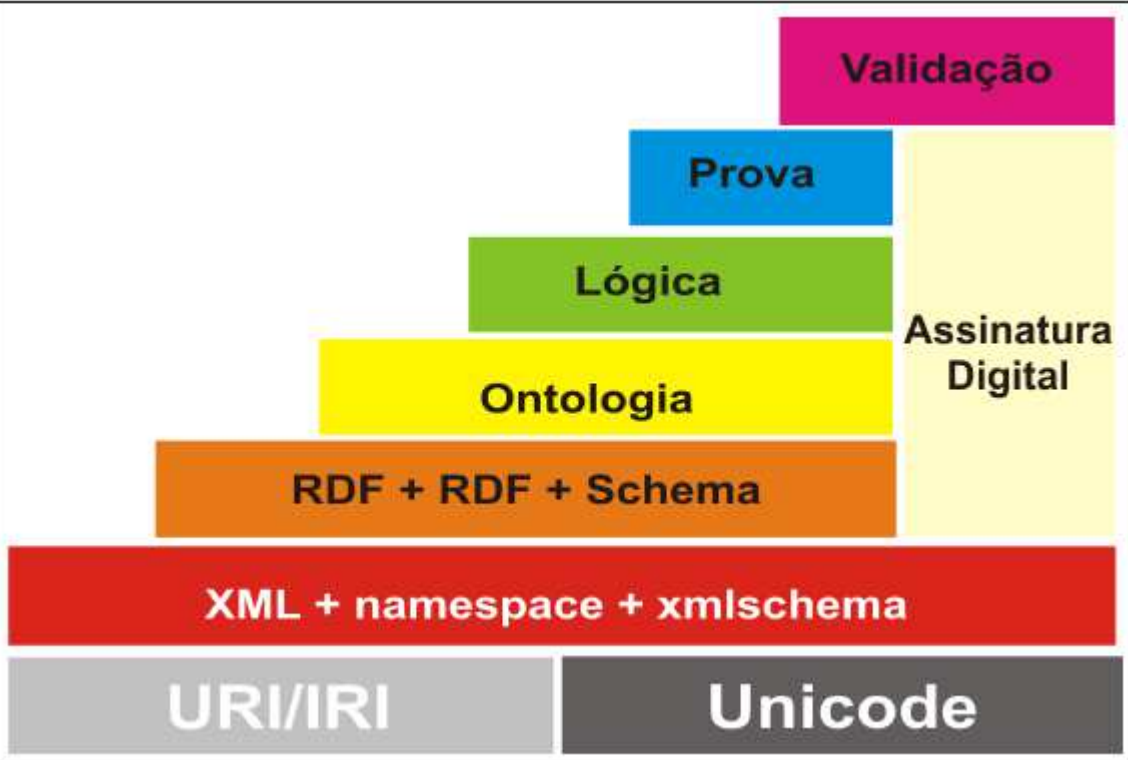 Validação
Prova
Lógica
Assinatura
Digital
Ontologia
RDF + RDF + Schema
XML + namespace + xmlschema
URI/IRI
Unicode